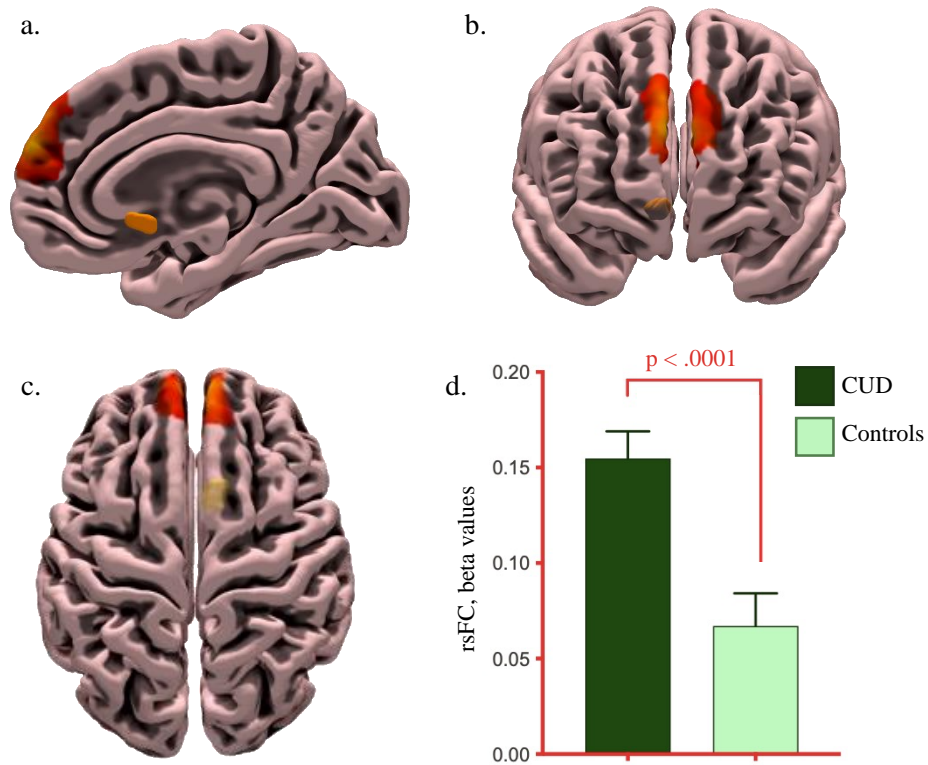 a.
b.
c.
d.
p < .0001
0.20
0.15
0.10
0.05
0.00
rsFC, beta values
CUD
Controls